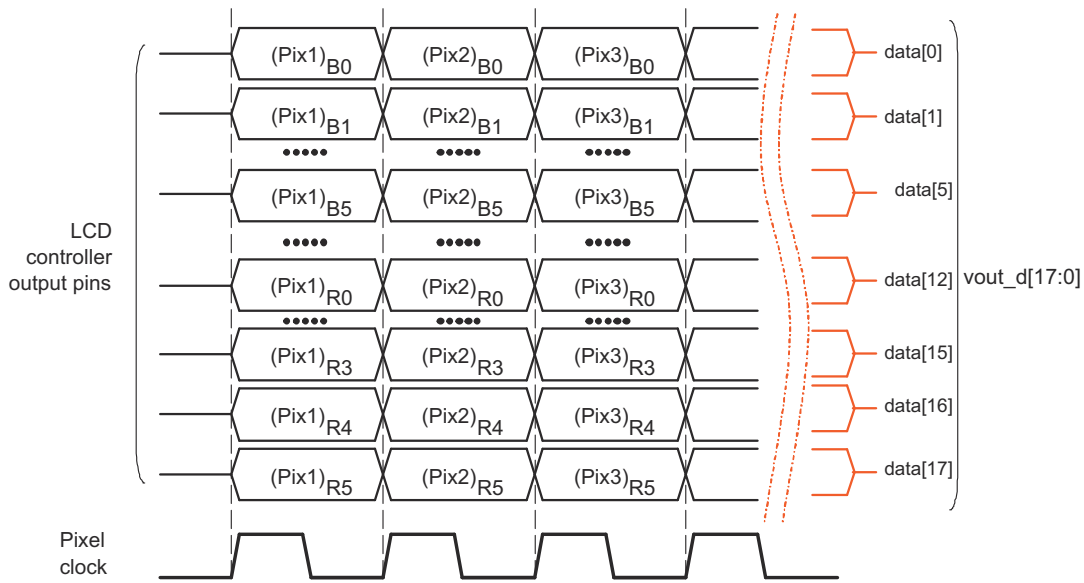 (Pix1)B0 (Pix2)B0 (Pix3)B0 data[0]
(Pix1)B1 (Pix2)B1 (Pix3)B1 data[1]
(Pix1)B5 (Pix2)B5 (Pix3)B5 data[5]
LCD
controller
output pins
(Pix1)R0 (Pix2)R0 (Pix3)R0 data[12] vout_d[17:0]
(Pix1)R3 (Pix2)R3 (Pix3)R3 data[15]
(Pix1)R4 (Pix2)R4 (Pix3)R4 data[16]
(Pix1)R5 (Pix2)R5 (Pix3)R5 data[17]
Pixel
clock